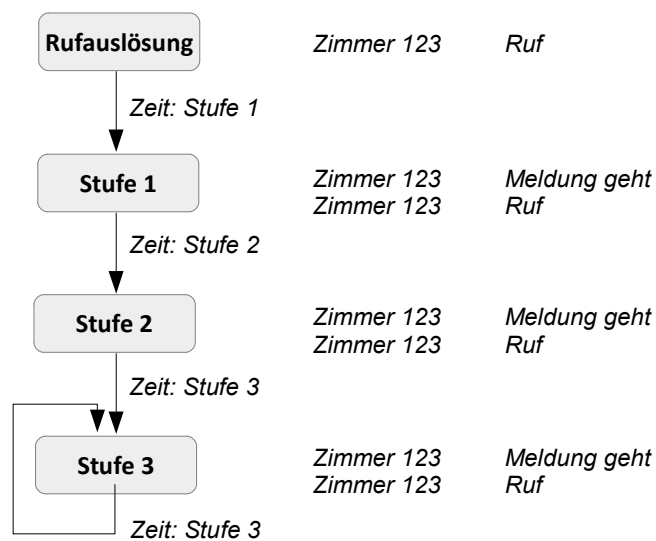 Rufauslösung Zimmer 123 Ruf
Zeit: Stufe 1
Stufe 1 Zimmer 123 Meldung geht
Zimmer 123 Ruf
Zeit: Stufe 2
Stufe 2 Zimmer 123 Meldung geht
Zimmer 123 Ruf
Zeit: Stufe 3
Stufe 3 Zimmer 123 Meldung geht
Zimmer 123 Ruf
Zeit: Stufe 3